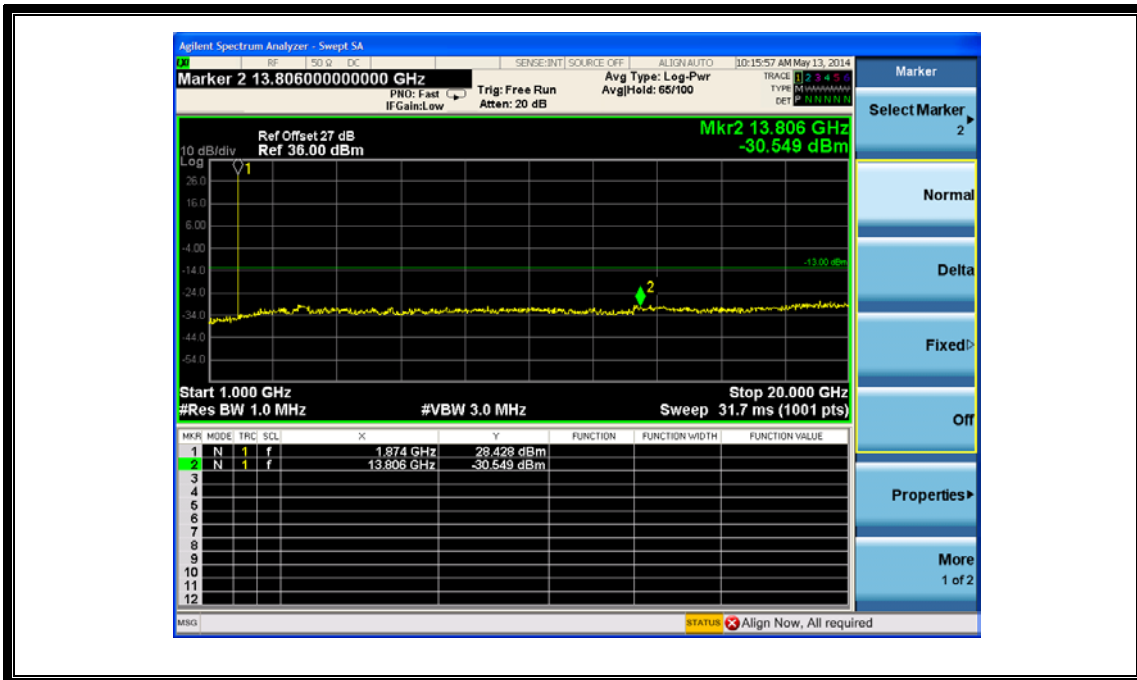 Agilent Spectrum Analyzer - Swept SA
RF 50 Ω DC SENSE:INT SOURCE OFF ALIGN AUTO 10:15:57 AM May 13, 2014
Marker 2 13.806000000000 GHz
PNO: Fast
IFGain:Low
Trig: Free Run
Atten: 20 dB
Avg Type: Log-Pwr
Avg|Hold: 65/100
TRACE 1 2 3 4 5 6
TYPE M
DET P N N N N N
Ref Offset 27 dB
10 dB/div Ref 36.00 dBm
Log
Mkr2 13.806 GHz
-30.549 dBm
1
26.0
16.0
6.00
-4.00
-13.00 dBm
-14.0
2
-24.0
-34.0
-44.0
-54.0
Start 1.000 GHz Stop 20.000 GHz
#Res BW 1.0 MHz #VBW 3.0 MHz Sweep 31.7 ms (1001 pts)
MKR MODE TRC SCL X Y FUNCTION FUNCTION WIDTH FUNCTION VALUE
1 N 1 f 1.874 GHz 28.428 dBm
2 N 1 f 13.806 GHz -30.549 dBm
3
4
5
6
7
8
9
10
11
12
MSG STATUS Align Now, All required
Marker
Select Marker
2
Normal
Delta
Fixed
Off
Properties
More
1 of 2